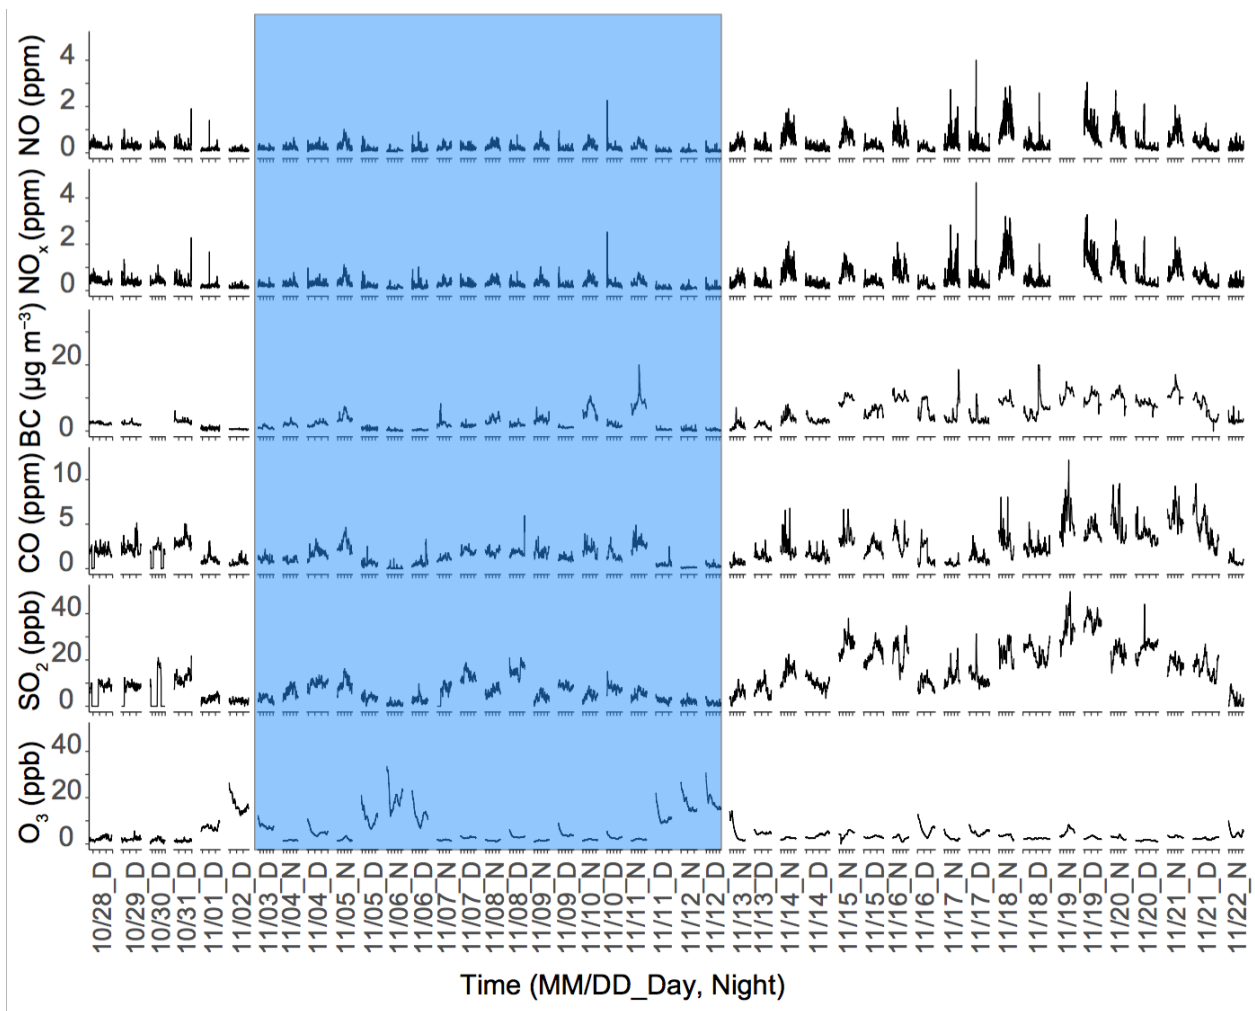 NO (ppm)
4
2
0
NOx (ppm)
4
2
0
BC (µg m⁻³)
20
0
CO (ppm)
10
5
0
SO₂ (ppb)
40
20
0
O₃ (ppb)
40
20
0
10/28_D
10/29_D
10/30_D
10/31_D
11/01_D
11/02_D
11/03_D
11/04_N
11/04_D
11/05_N
11/05_D
11/06_N
11/06_D
11/07_N
11/07_D
11/08_N
11/08_D
11/09_N
11/09_D
11/10_N
11/10_D
11/11_N
11/11_D
11/12_N
11/12_D
11/13_N
11/13_D
11/14_N
11/14_D
11/15_N
11/15_D
11/16_N
11/16_D
11/17_N
11/17_D
11/18_N
11/18_D
11/19_N
11/19_D
11/20_N
11/20_D
11/21_N
11/21_D
11/22_N
Time (MM/DD_Day, Night)